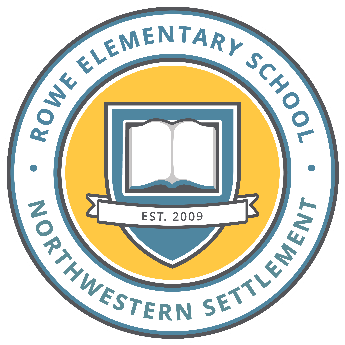 ROWE ELEMENTARY SCHOOL
EST. 2009
NORTHWESTERN SETTLEMENT